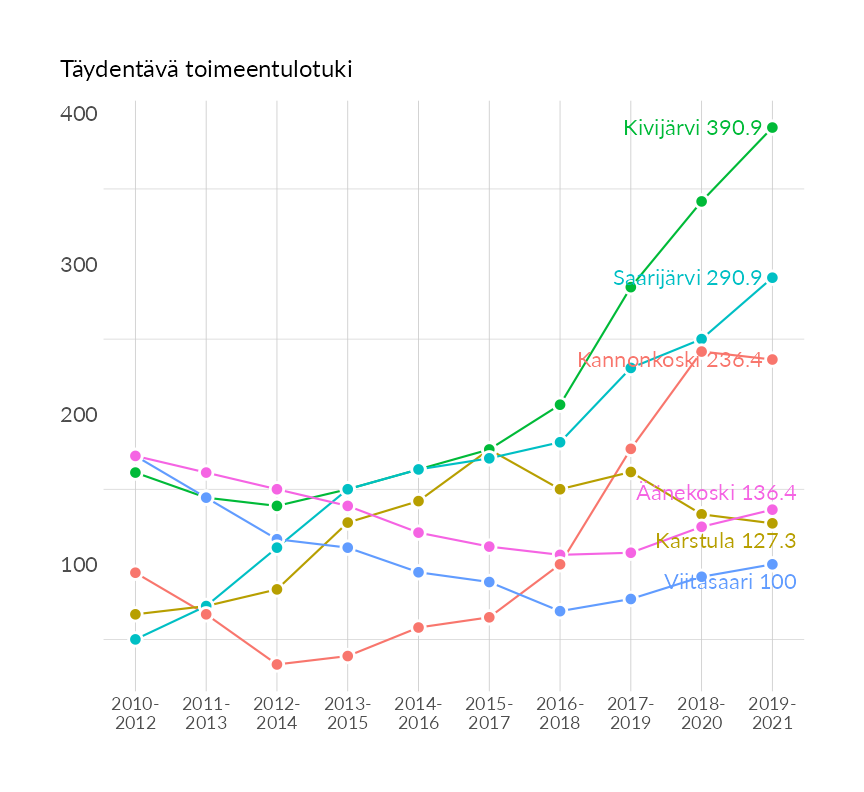 Täydentävä toimeentulotuki
400
300
200
100
Kivijärvi 390.9
Saarijärvi 290.9
Kannonkoski 236.4
Äänekoski 136.4
Karstula 127.3
Viitasaari 100
2010- 2011- 2012- 2013- 2014- 2015- 2016- 2017- 2018- 2019-
2012 2013 2014 2015 2016 2017 2018 2019 2020 2021